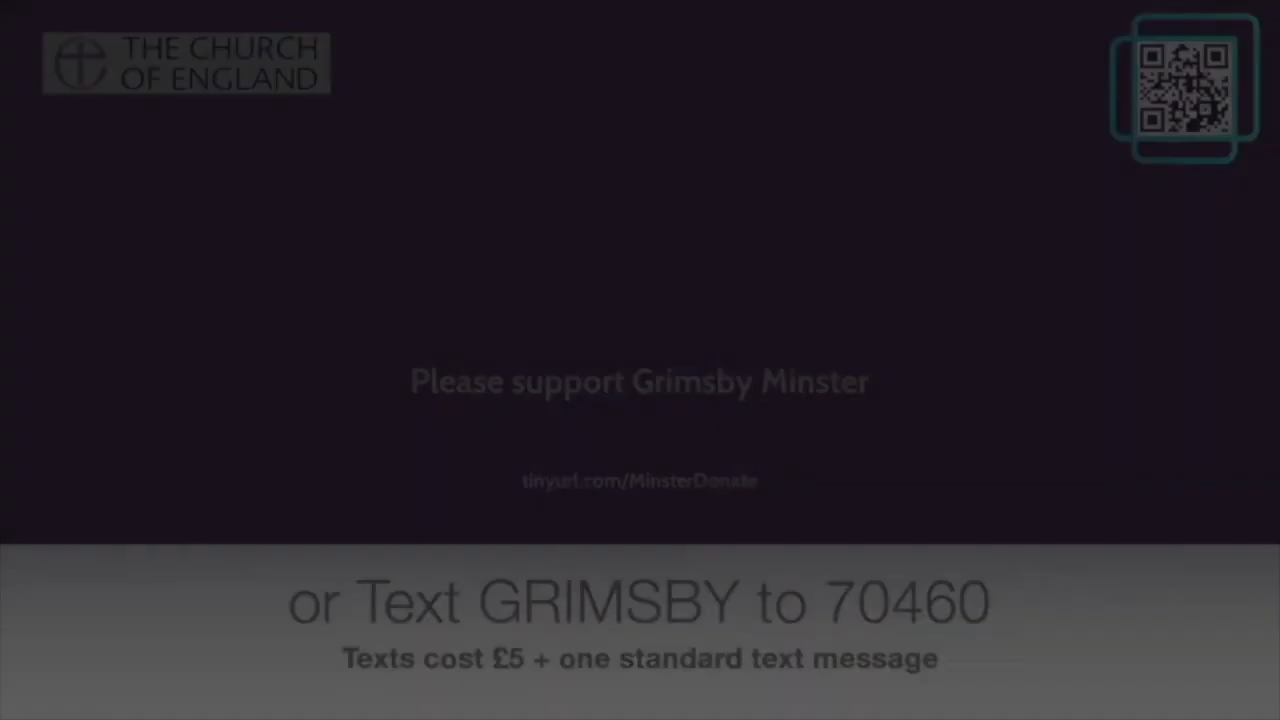 THE CHURCH
OF ENGLAND
Please support Grimsby Minster
tinyurl.com/MinsterDonate
or Text GRIMSBY to 70460
Texts cost £5 + one standard text message